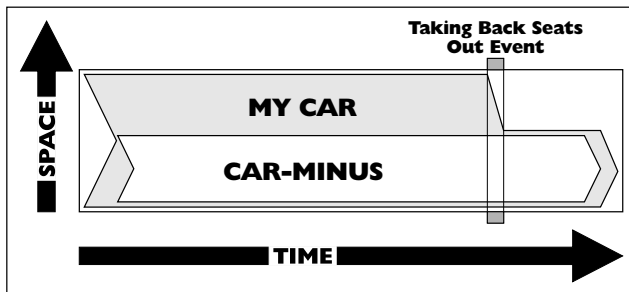 Taking Back Seats
Out Event
MY CAR
SPACE
CAR-MINUS
TIME